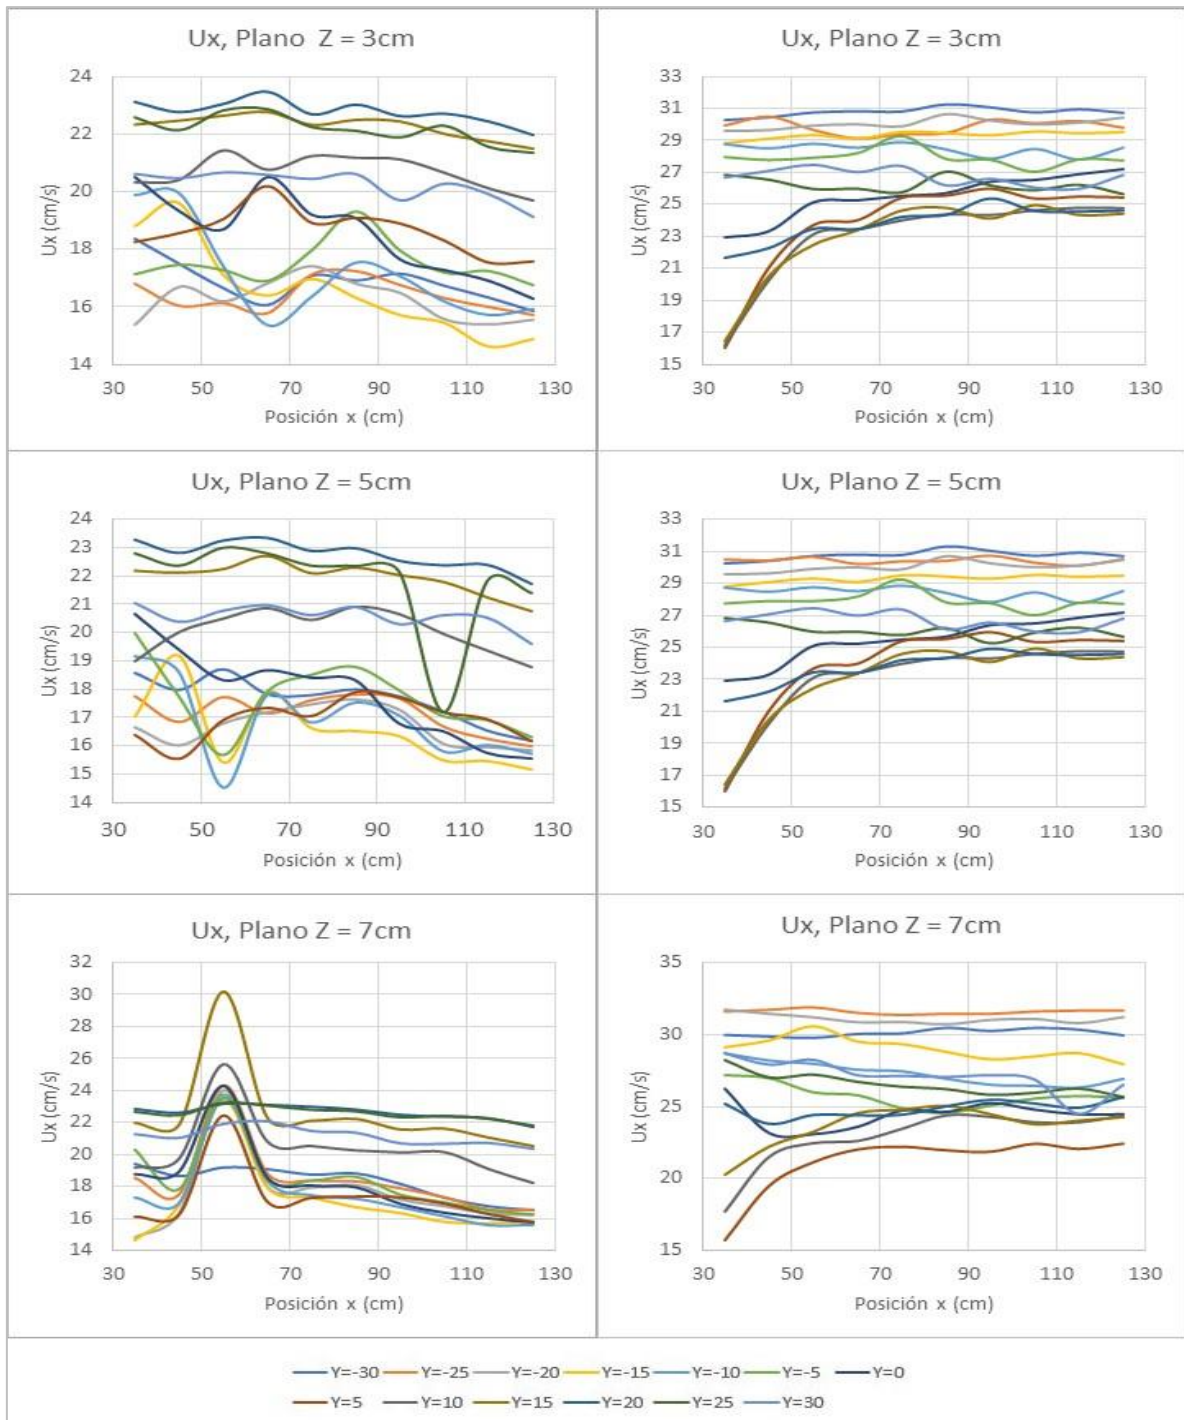 Ux, Plano Z = 3cm
Ux (cm/s)
24
22
20
18
16
14
30 50 70 90 110 130
Posición x (cm)
Ux, Plano Z = 3cm
Ux (cm/s)
33
31
29
27
25
23
21
19
17
15
30 50 70 90 110 130
Posición x (cm)
Ux, Plano Z = 5cm
Ux (cm/s)
24
23
22
21
20
19
18
17
16
15
14
30 50 70 90 110 130
Posición x (cm)
Ux, Plano Z = 5cm
Ux (cm/s)
33
31
29
27
25
23
21
19
17
15
30 50 70 90 110 130
Posición x (cm)
Ux, Plano Z = 7cm
Ux (cm/s)
32
30
28
26
24
22
20
18
16
14
30 50 70 90 110 130
Posición x (cm)
Ux, Plano Z = 7cm
Ux (cm/s)
35
30
25
20
15
30 50 70 90 110 130
Posición x (cm)
Y=-30 Y=-25 Y=-20 Y=-15 Y=-10 Y=-5 Y=0
Y=5 Y=10 Y=15 Y=20 Y=25 Y=30